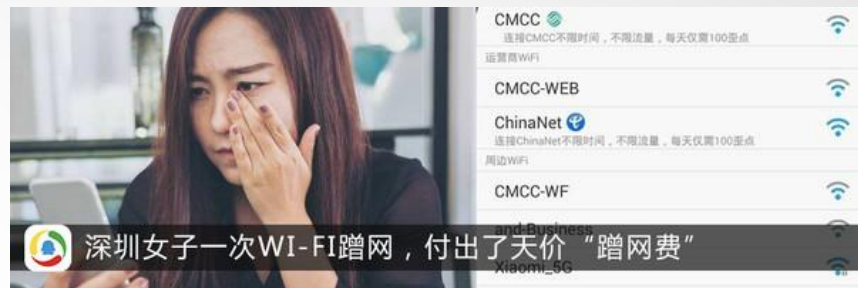 CMCC
连接CMCC不限时间，不限流量，每天仅需100歪点
运营商WiFi
CMCC-WEB
ChinaNet
连接ChinaNet不限时间，不限流量，每天仅需100歪点
周边WiFi
CMCC-WF
and-Business
深圳女子一次WI-FI蹭网，付出了天价“蹭网费”
Xiaomi_5G